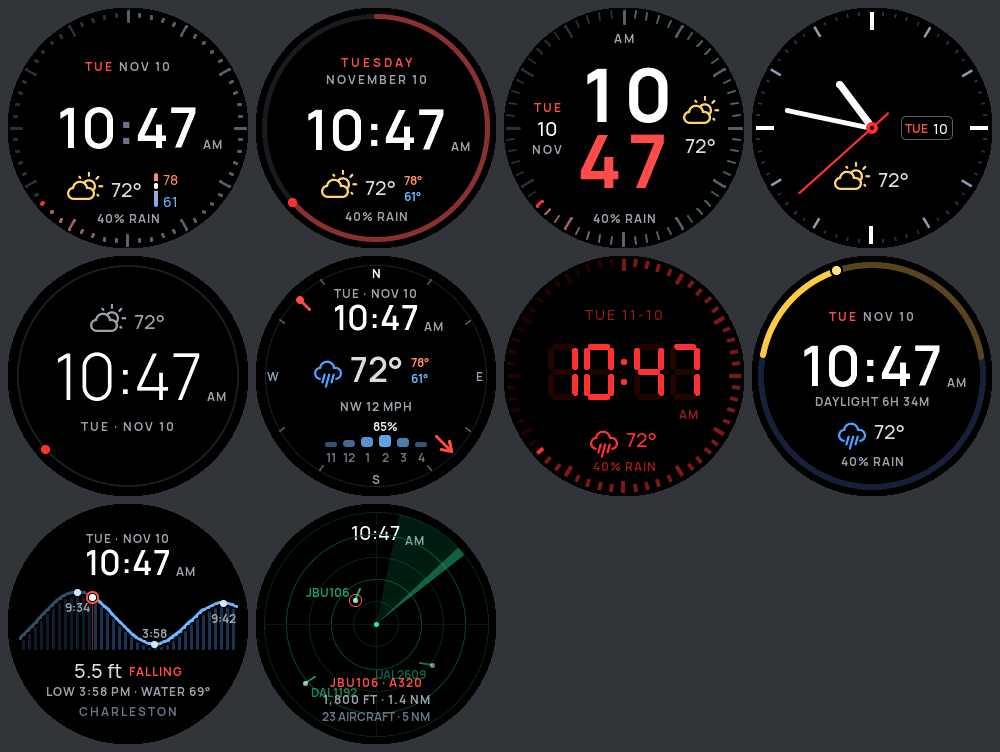 TUE NOV 10
10:47 AM
72° 78
61
40% RAIN
TUESDAY
NOVEMBER 10
10:47 AM
72° 78°
61°
40% RAIN
AM
10
47
TUE
10
NOV
72°
40% RAIN
TUE 10
72°
72°
10:47 AM
TUE · NOV 10
N
TUE · NOV 10
10:47 AM
W
E
72° 78°
61°
NW 12 MPH
85%
11 12 1 2 3 4
S
TUE 11-10
10:47
AM
72°
40% RAIN
TUE NOV 10
10:47 AM
DAYLIGHT 6H 34M
72°
40% RAIN
TUE · NOV 10
10:47 AM
9:34
3:58
9:42
5.5 ft FALLING
LOW 3:58 PM · WATER 69°
CHARLESTON
10:47 AM
JBU106
UAL2609
JBU106 · A320
DAL1192
1,800 FT · 1.4 NM
23 AIRCRAFT · 5 NM